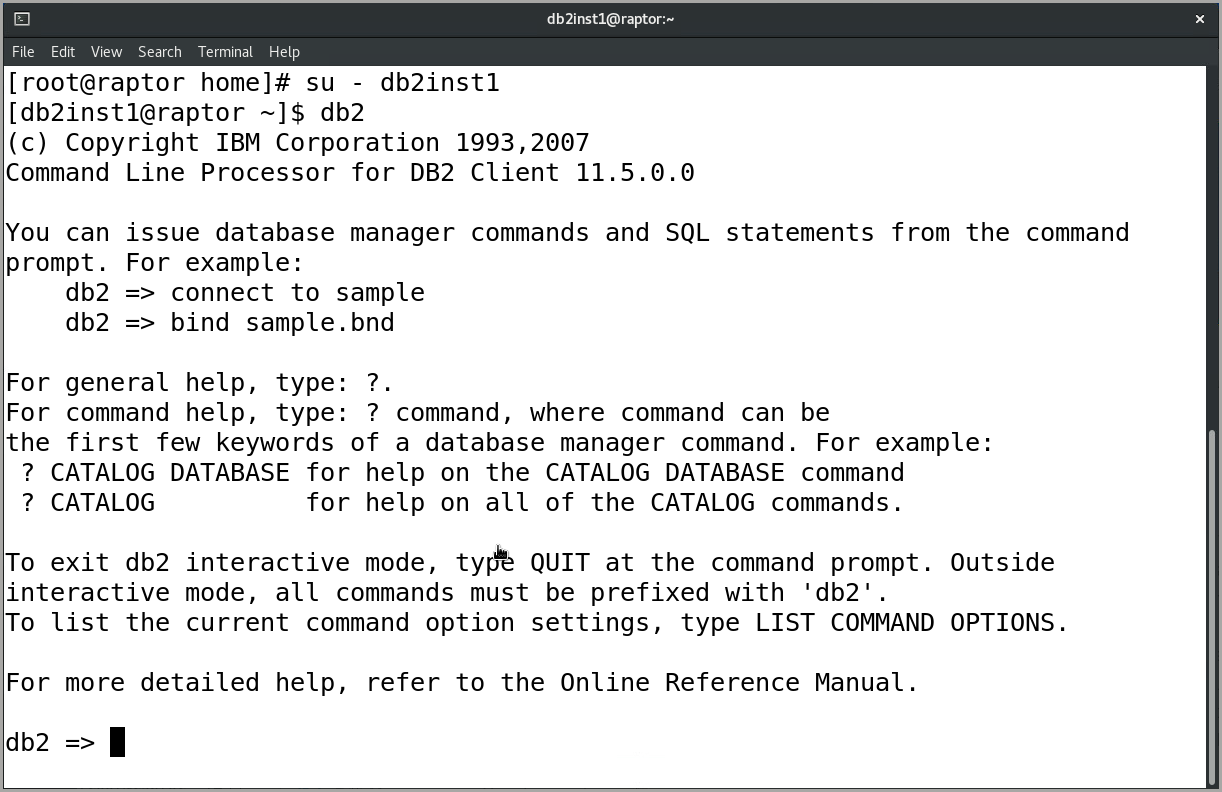 db2inst1@raptor:~
×
File Edit View Search Terminal Help
[root@raptor home]# su - db2inst1
[db2inst1@raptor ~]$ db2
(c) Copyright IBM Corporation 1993,2007
Command Line Processor for DB2 Client 11.5.0.0

You can issue database manager commands and SQL statements from the command
prompt. For example:
    db2 => connect to sample
    db2 => bind sample.bnd

For general help, type: ?.
For command help, type: ? command, where command can be
the first few keywords of a database manager command. For example:
 ? CATALOG DATABASE for help on the CATALOG DATABASE command
 ? CATALOG          for help on all of the CATALOG commands.

To exit db2 interactive mode, type QUIT at the command prompt. Outside
interactive mode, all commands must be prefixed with 'db2'.
To list the current command option settings, type LIST COMMAND OPTIONS.

For more detailed help, refer to the Online Reference Manual.

db2 =>